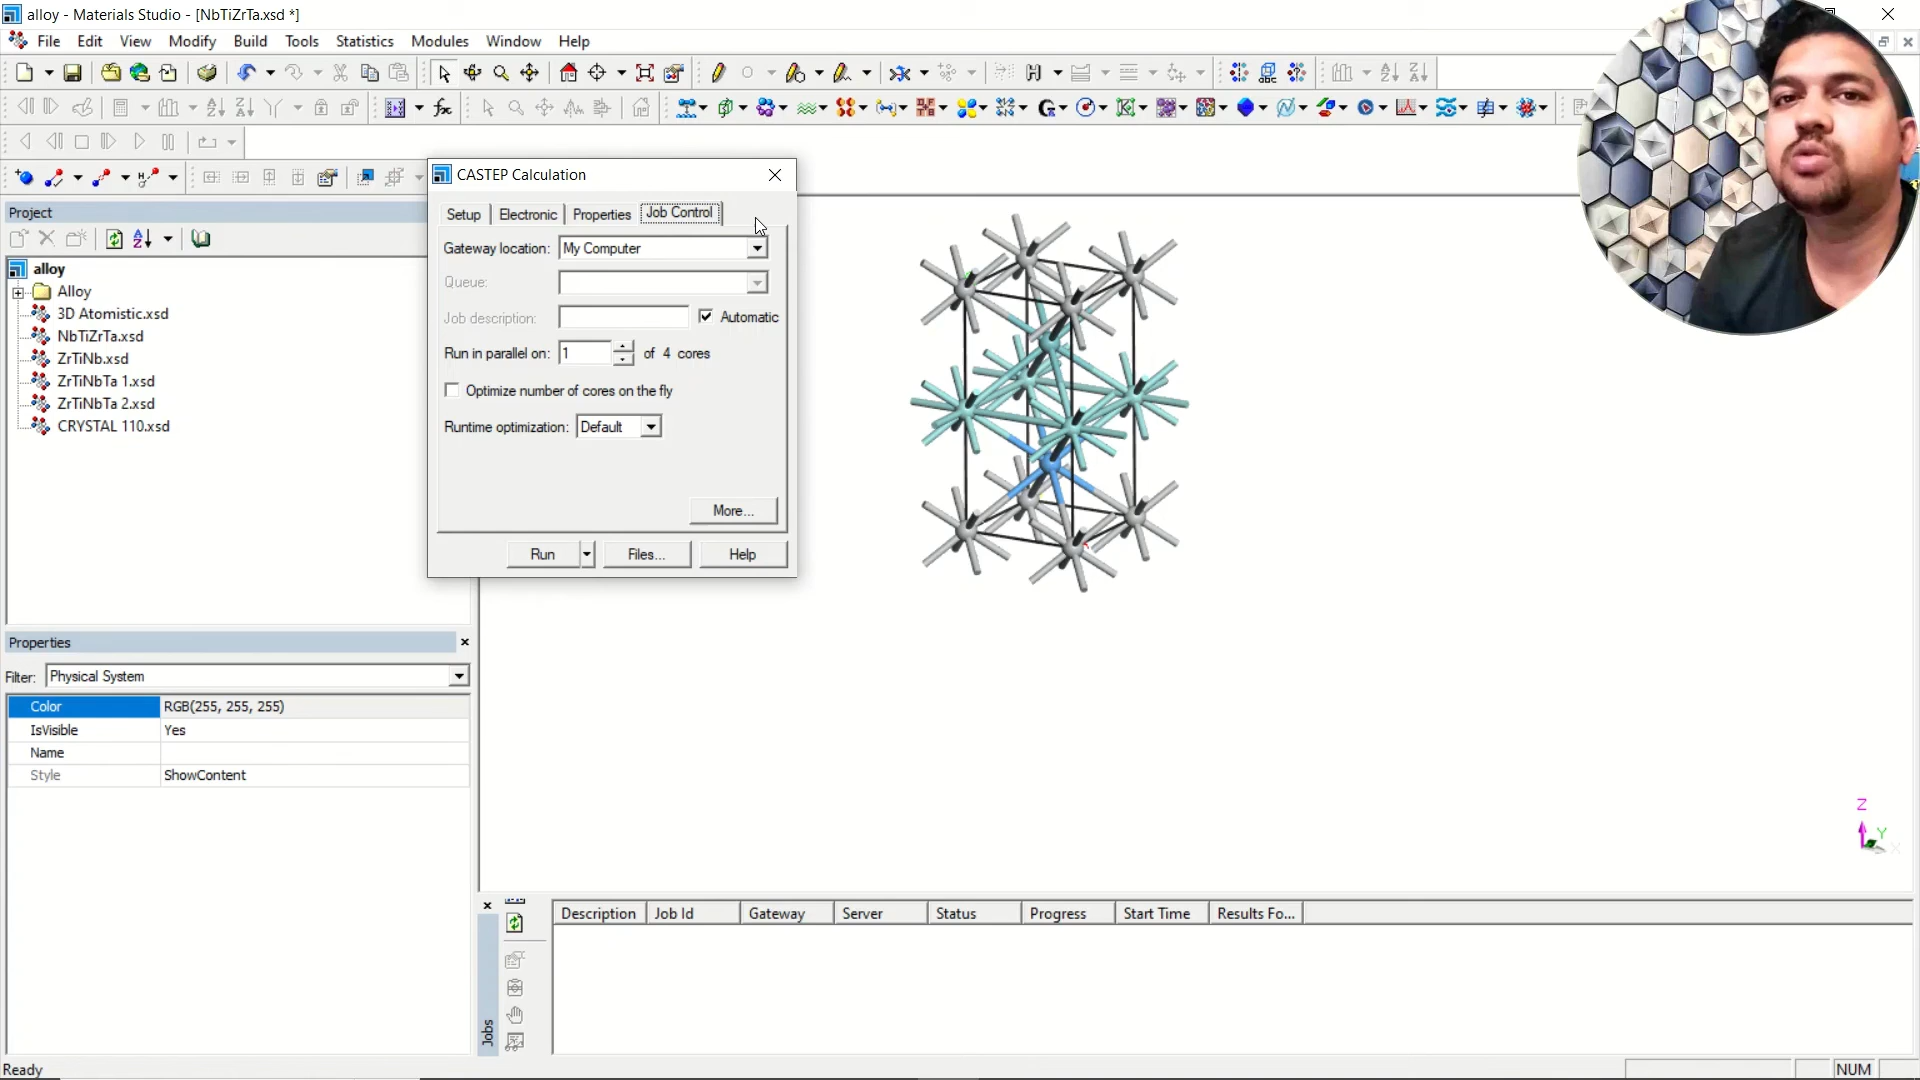 alloy - Materials Studio - [NbTiZrTa.xsd *]
File Edit View Modify Build Tools Statistics Modules Window Help
CASTEP Calculation
Setup Electronic Properties Job Control
Gateway location: My Computer
Queue:
Job description: Automatic
Run in parallel on: 1 of 4 cores
Optimize number of cores on the fly
Runtime optimization: Default
More...
Run Files... Help
Project
alloy
Alloy
3D Atomistic.xsd
NbTiZrTa.xsd
ZrTiNb.xsd
ZrTiNbTa 1.xsd
ZrTiNbTa 2.xsd
CRYSTAL 110.xsd
Properties
Filter: Physical System
Color RGB(255, 255, 255)
IsVisible Yes
Name
Style ShowContent
Z
Y
X
Jobs
Description Job Id Gateway Server Status Progress Start Time Results Fo...
Ready
NUM